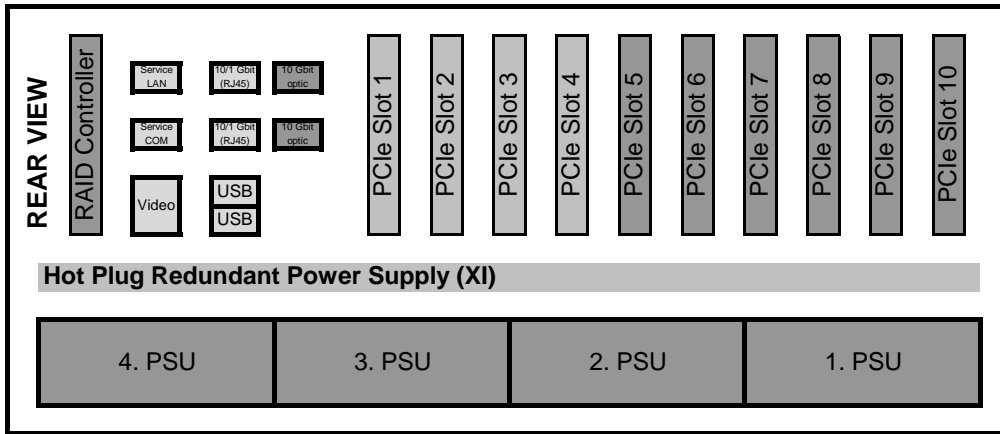 REAR VIEW
RAID Controller
Service
LAN
10/1 Gbit
(RJ45)
10 Gbit
optic
Service
COM
10/1 Gbit
(RJ45)
10 Gbit
optic
Video
USB
USB
PCIe Slot 1
PCIe Slot 2
PCIe Slot 3
PCIe Slot 4
PCIe Slot 5
PCIe Slot 6
PCIe Slot 7
PCIe Slot 8
PCIe Slot 9
PCIe Slot 10
Hot Plug Redundant Power Supply (XI)
4. PSU
3. PSU
2. PSU
1. PSU